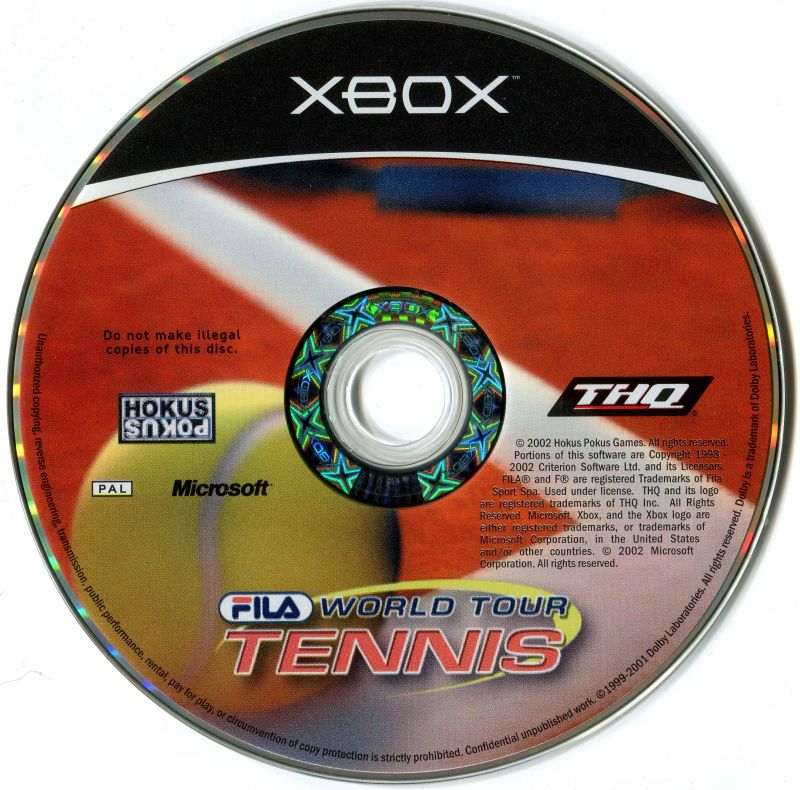 XBOX™
XBOX
Do not make illegal
copies of this disc.
HOKUS
POKUS
PAL
Microsoft®
THQ®
© 2002 Hokus Pokus Games. All rights reserved.
Portions of this software are Copyright 1998 -
2002 Criterion Software Ltd. and its Licensors.
FILA® and F® are registered Trademarks of Fila
Sport Spa. Used under license. THQ and its logo
are registered trademarks of THQ Inc. All Rights
Reserved. Microsoft, Xbox, and the Xbox logo are
either registered trademarks, or trademarks of
Microsoft Corporation, in the United States
and/or other countries. © 2002 Microsoft
Corporation. All rights reserved.
FILA WORLD TOUR
TENNIS
Unauthorized copying, reverse engineering, transmission, public performance, rental, pay for play, or circumvention of copy protection is strictly prohibited. Confidential unpublished work. ©1999-2001 Dolby Laboratories. All rights reserved. Dolby is a trademark of Dolby Laboratories.